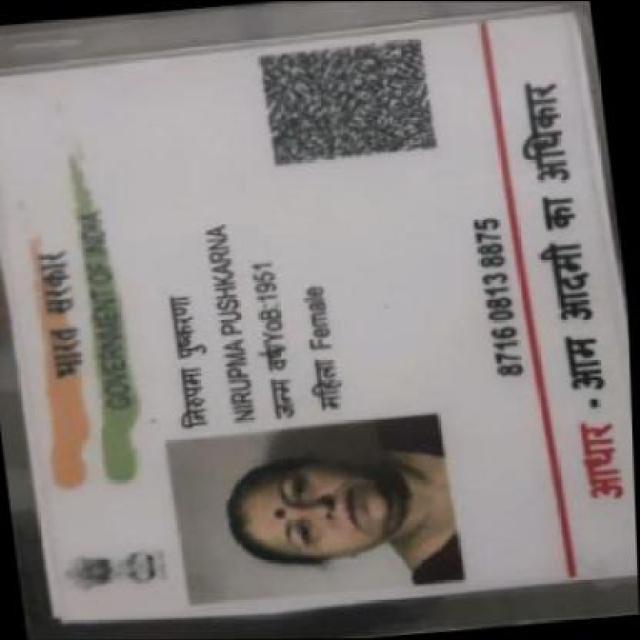 भारत सरकार
GOVERNMENT OF INDIA
निरुपमा पुष्करणा
NIRUPMA PUSHKARNA
जन्म वर्ष/YoB:1951
महिला Female
8716 0813 8875
आधार - आम आदमी का अधिकार